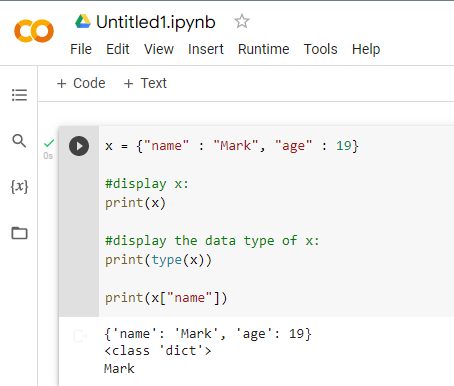 Untitled1.ipynb
File Edit View Insert Runtime Tools Help
+ Code + Text
{x}
0s
x = {"name" : "Mark", "age" : 19}
#display x:
print(x)
#display the data type of x:
print(type(x))
print(x["name"])
{'name': 'Mark', 'age': 19}
<class 'dict'>
Mark